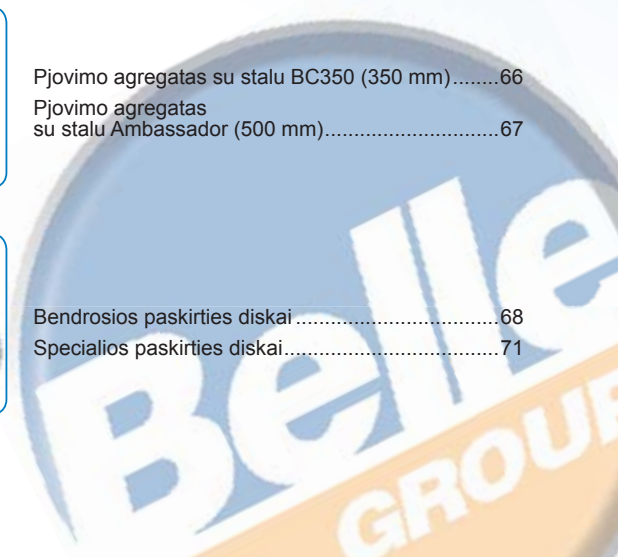 Pjovimo agregatas su stalu BC350 (350 mm)........66
Pjovimo agregatas
su stalu Ambassador (500 mm)..............................67
Bendrosios paskirties diskai...................................68
Specialios paskirties diskai.....................................71
Belle
GROUP